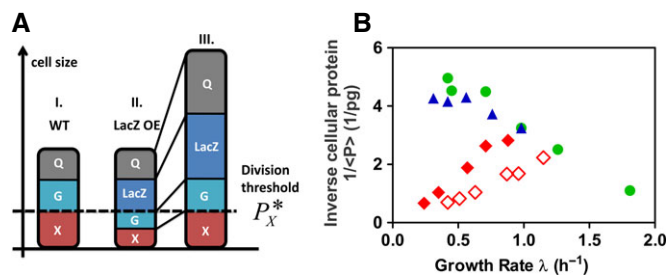 A
cell size
I.
WT
II.
LacZ OE
III.
Q
G
X
Q
LacZ
G
X
Q
LacZ
G
X
Division
threshold
P_X^*
B
Inverse cellular protein
1/<P> (1/pg)
6
4
2
0
0.0 0.5 1.0 1.5 2.0
Growth Rate λ (h⁻¹)